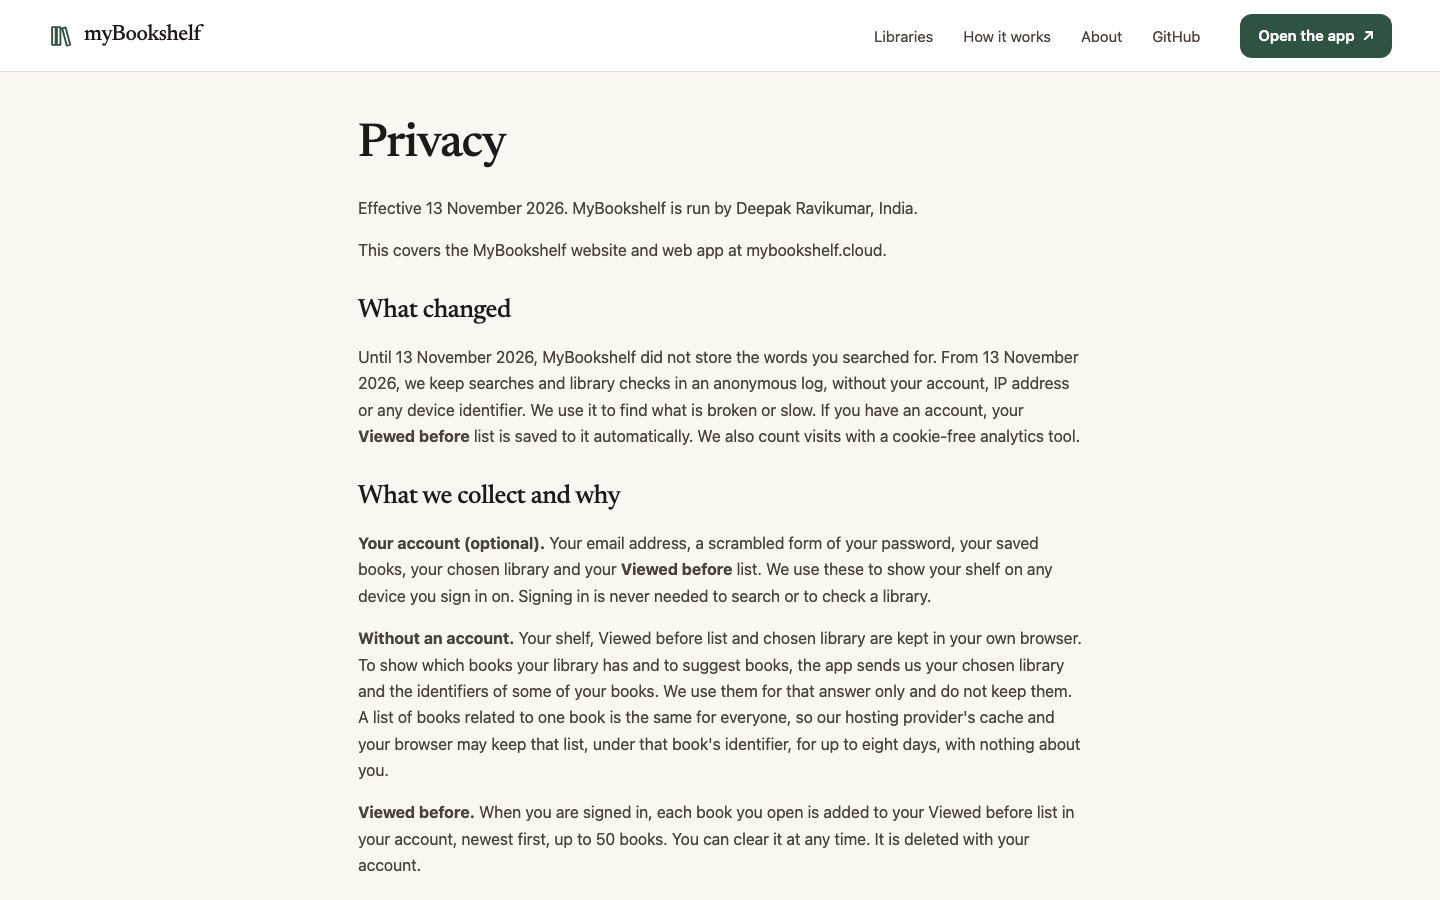 myBookshelf
Libraries
How it works
About
GitHub
Open the app
Privacy
Effective 13 November 2026. MyBookshelf is run by Deepak Ravikumar, India.
This covers the MyBookshelf website and web app at mybookshelf.cloud.
What changed
Until 13 November 2026, MyBookshelf did not store the words you searched for. From 13 November
2026, we keep searches and library checks in an anonymous log, without your account, IP address
or any device identifier. We use it to find what is broken or slow. If you have an account, your
Viewed before list is saved to it automatically. We also count visits with a cookie-free analytics tool.
What we collect and why
Your account (optional). Your email address, a scrambled form of your password, your saved
books, your chosen library and your Viewed before list. We use these to show your shelf on any
device you sign in on. Signing in is never needed to search or to check a library.
Without an account. Your shelf, Viewed before list and chosen library are kept in your own browser.
To show which books your library has and to suggest books, the app sends us your chosen library
and the identifiers of some of your books. We use them for that answer only and do not keep them.
A list of books related to one book is the same for everyone, so our hosting provider's cache and
your browser may keep that list, under that book's identifier, for up to eight days, with nothing about
you.
Viewed before. When you are signed in, each book you open is added to your Viewed before list in
your account, newest first, up to 50 books. You can clear it at any time. It is deleted with your
account.